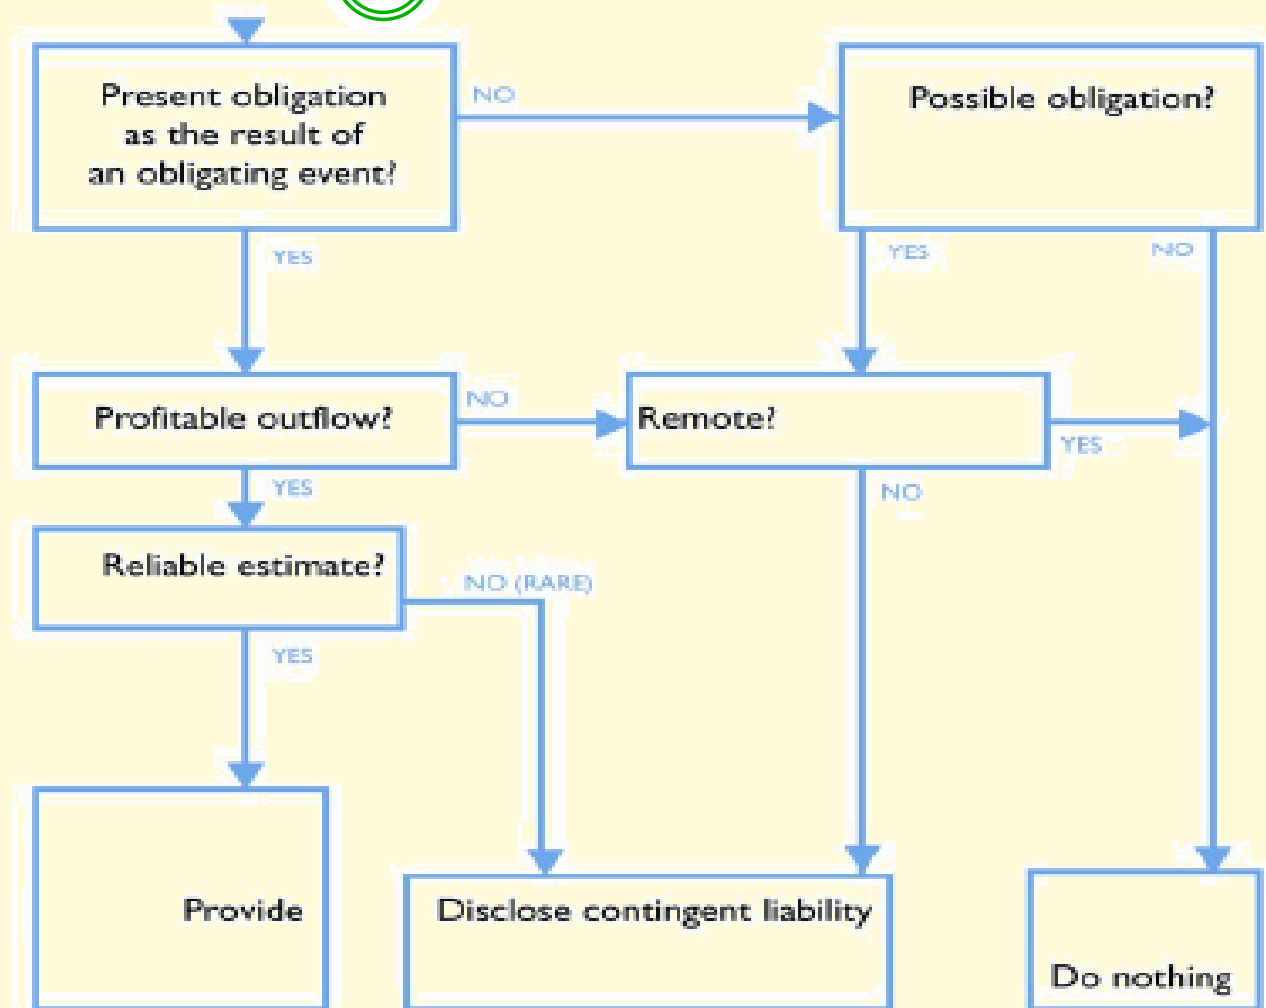 Present obligation
as the result of
an obligating event?
NO
Possible obligation?
YES
YES
NO
Profitable outflow?
NO
Remote?
YES
YES
NO
Reliable estimate?
NO (RARE)
YES
Provide
Disclose contingent liability
Do nothing